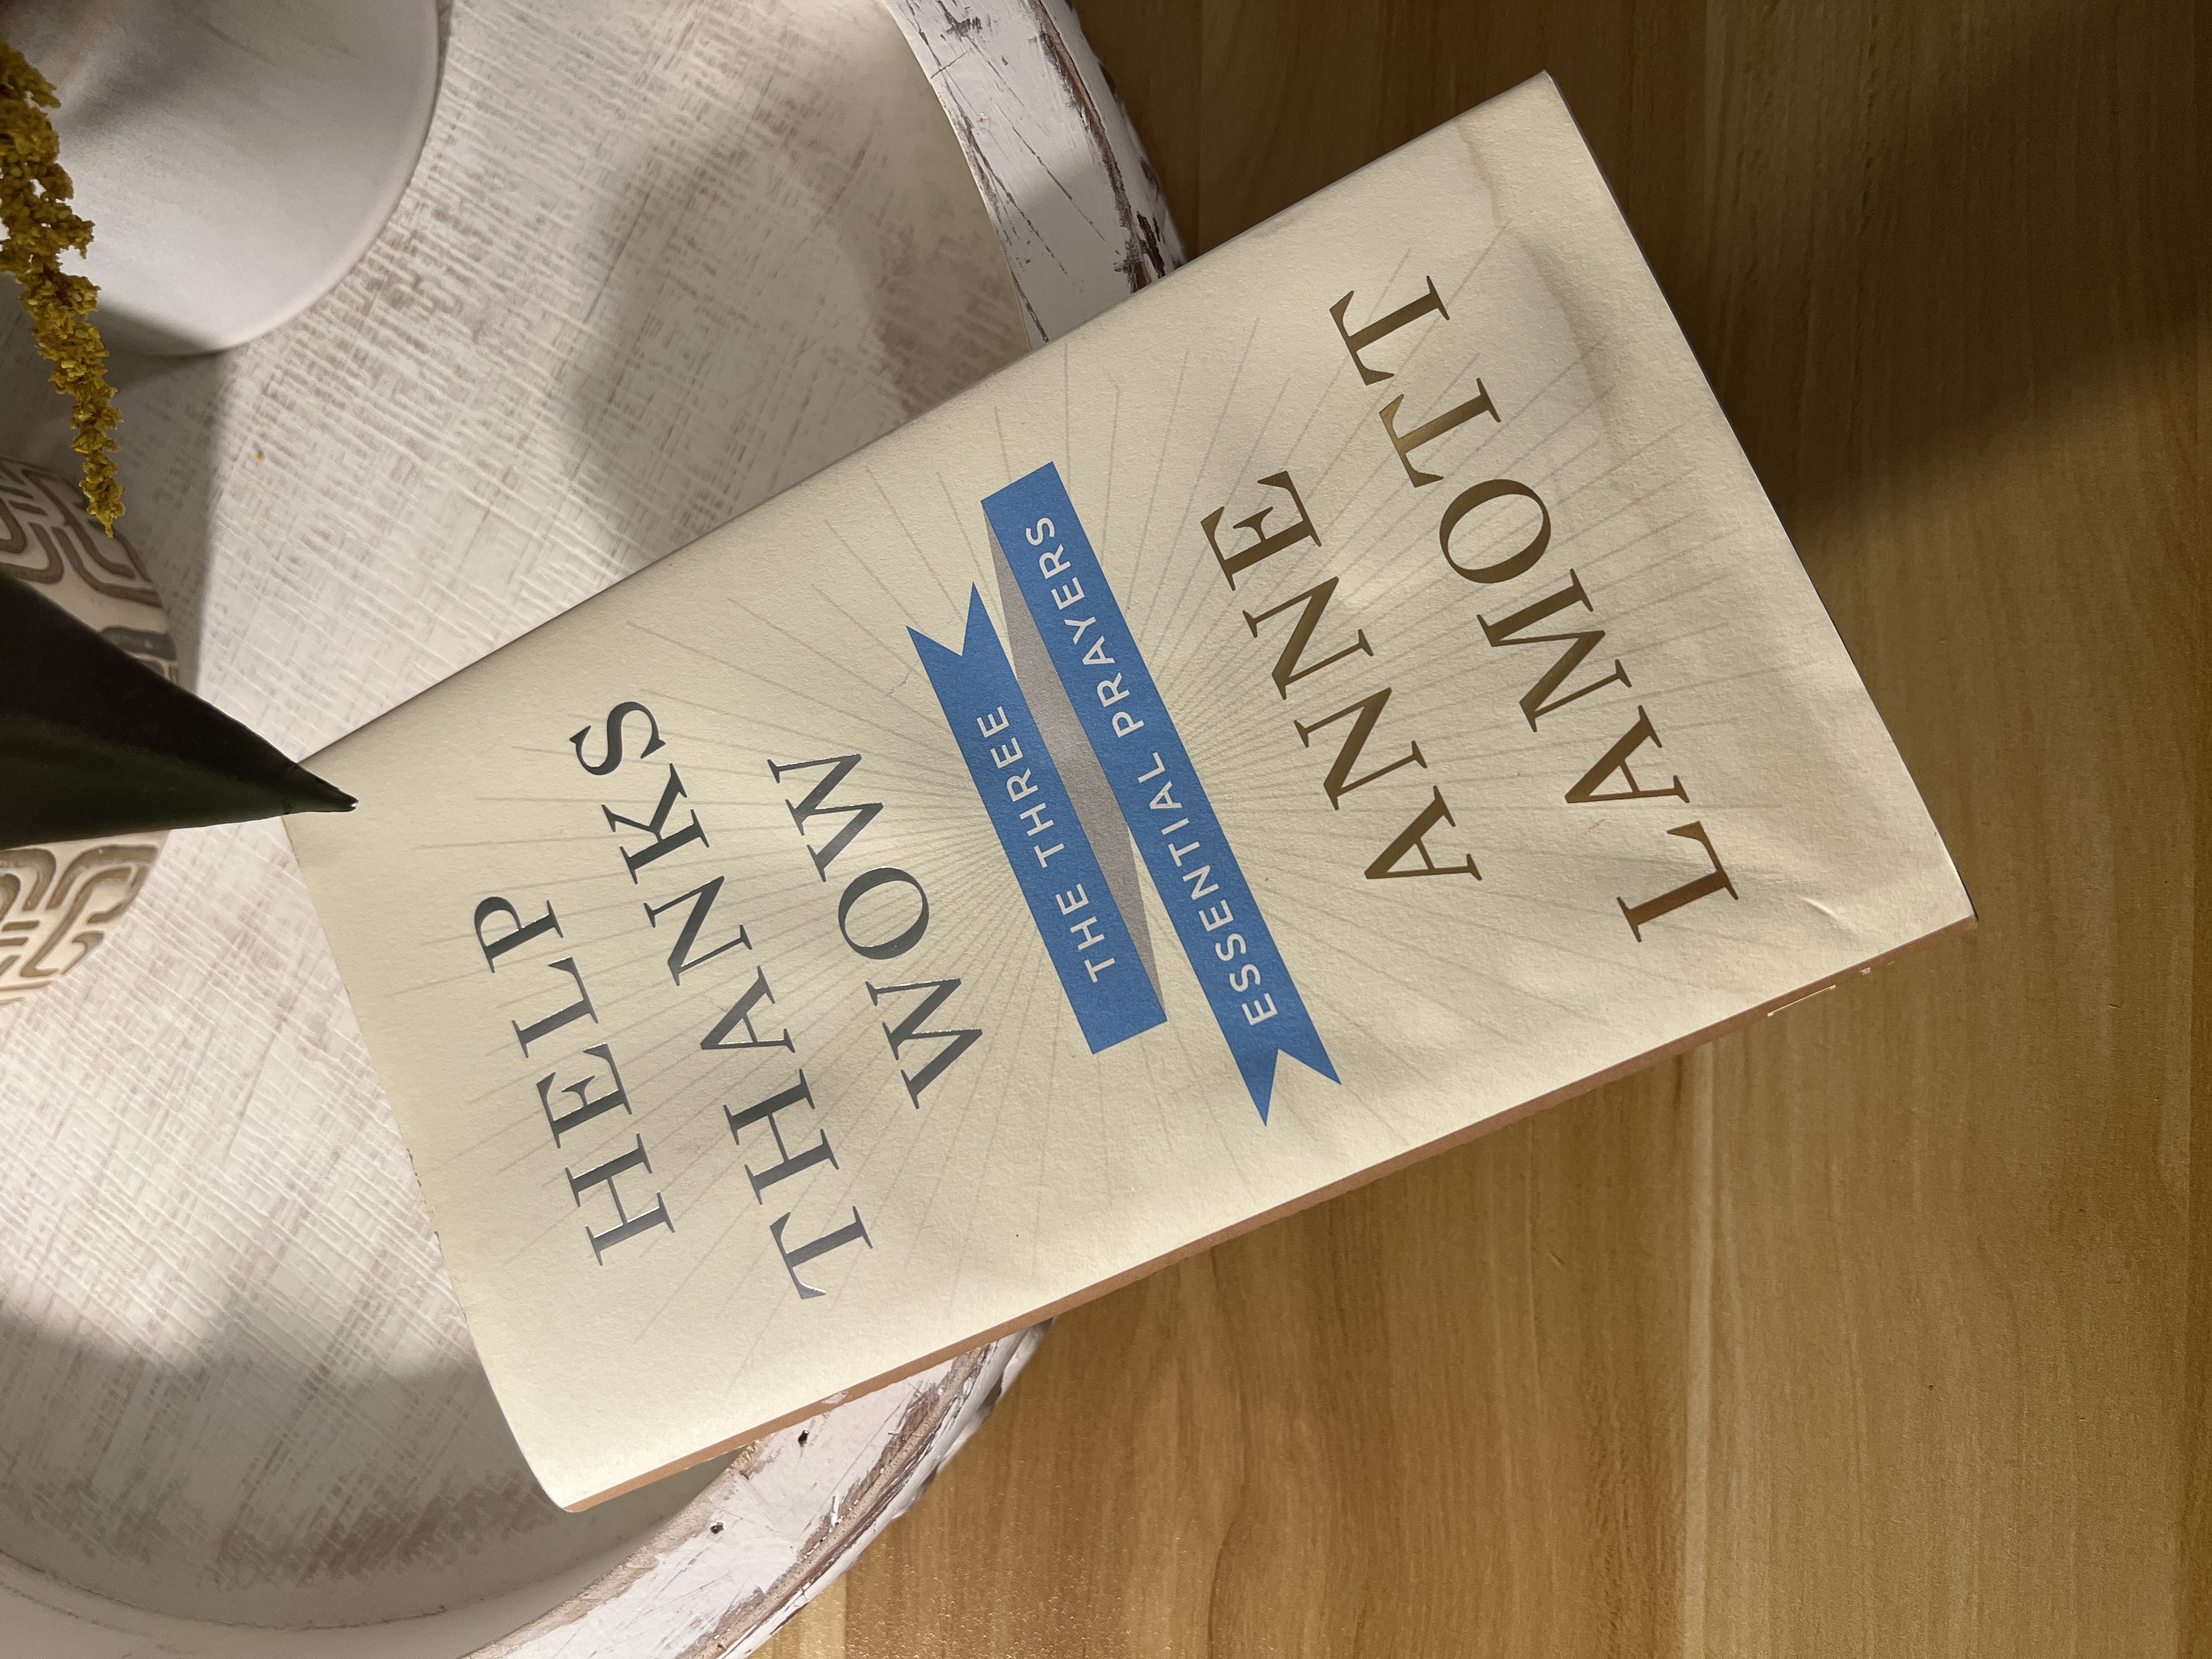 HELP
THANKS
WOW
THE THREE
ESSENTIAL PRAYERS
ANNE
LAMOTT